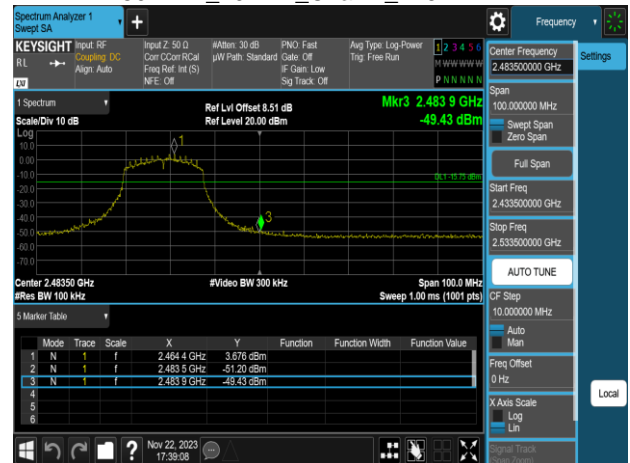 Spectrum Analyzer 1
Swept SA
+
Frequency
KEYSIGHT
RL
LXI
Input: RF
Coupling: DC
Align: Auto
Input Z: 50 Ω
Corr CCorr RCal
Freq Ref: Int (S)
NFE: Off
#Atten: 30 dB
µW Path: Standard
PNO: Fast
Gate: Off
IF Gain: Low
Sig Track: Off
Avg Type: Log-Power
Trig: Free Run
1 2 3 4 5 6
M W W W W W
P N N N N N
1 Spectrum
Scale/Div 10 dB
Ref Lvl Offset 8.51 dB
Ref Level 20.00 dBm
Mkr3 2.483 9 GHz
-49.43 dBm
Log
10.0
0.00
-10.0
-20.0
-30.0
-40.0
-50.0
-60.0
-70.0
1
3
DL1 -15.75 dBm
Center 2.48350 GHz
#Res BW 100 kHz
#Video BW 300 kHz
Span 100.0 MHz
Sweep 1.00 ms (1001 pts)
5 Marker Table
Mode Trace Scale X Y Function Function Width Function Value
1 N 1 f 2.464 4 GHz 3.676 dBm
2 N 1 f 2.483 5 GHz -51.20 dBm
3 N 1 f 2.483 9 GHz -49.43 dBm
4
5
6
?
Nov 22, 2023
17:39:08
Center Frequency
2.483500000 GHz
Settings
Span
100.000000 MHz
Swept Span
Zero Span
Full Span
Start Freq
2.433500000 GHz
Stop Freq
2.533500000 GHz
AUTO TUNE
CF Step
10.000000 MHz
Auto
Man
Freq Offset
0 Hz
X Axis Scale
Log
Lin
Local
Signal Track
(Span Zoom)